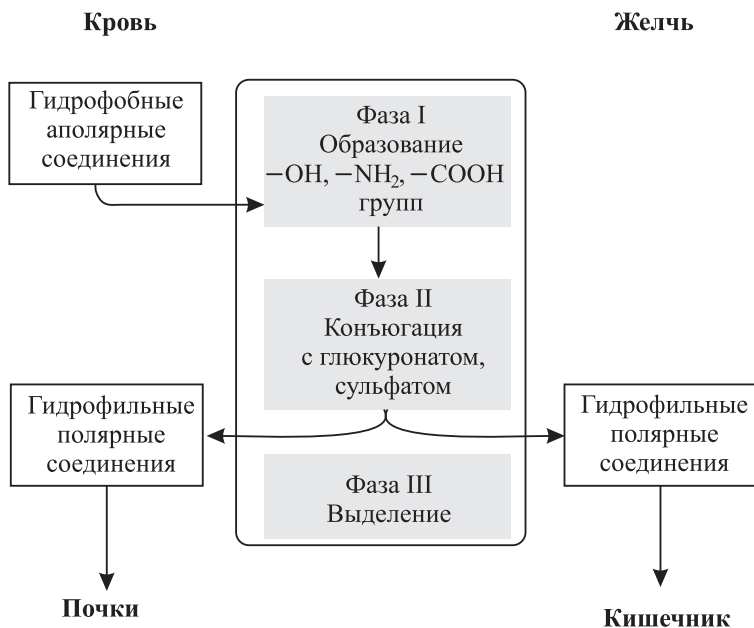 Кровь
Желчь
Гидрофобные
аполярные
соединения
Фаза I
Образование
–OH, –NH₂, –COOH
групп
Фаза II
Конъюгация
с глюкуронатом,
сульфатом
Гидрофильные
полярные
соединения
Гидрофильные
полярные
соединения
Фаза III
Выделение
Почки
Кишечник